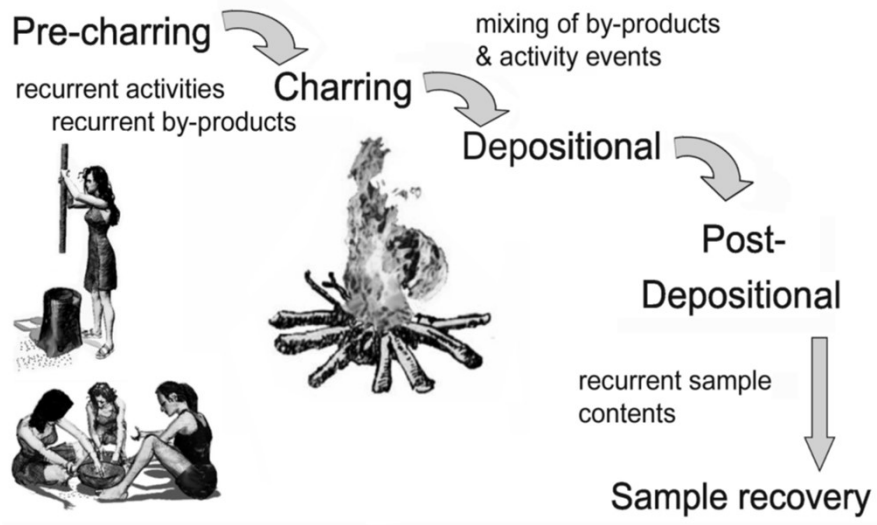 Pre-charring
recurrent activities
recurrent by-products
Charring
mixing of by-products
& activity events
Depositional
Post-
Depositional
recurrent sample
contents
Sample recovery